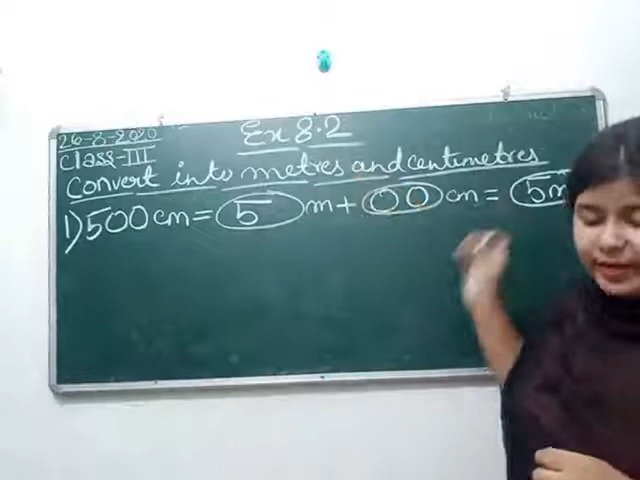 26-8-2020
Ex 8.2
Class-III
Convert into metres and centimetres
1) 500 cm = 5 m + 00 cm = 5m